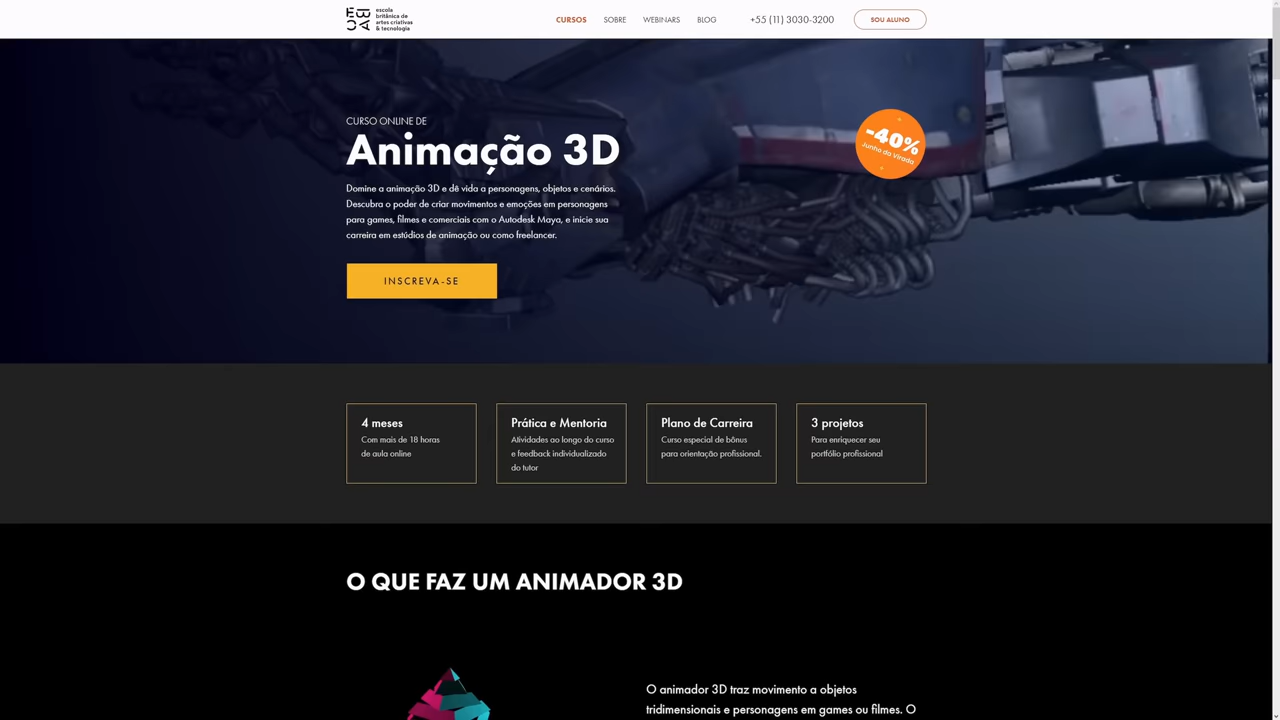 escola
britânica de
artes criativas
& tecnologia
CURSOS SOBRE WEBINARS BLOG +55 (11) 3030-3200 SOU ALUNO
CURSO ONLINE DE
Animação 3D
-40%
Junho da Virada
Domine a animação 3D e dê vida a personagens, objetos e cenários.
Descubra o poder de criar movimentos e emoções em personagens
para games, filmes e comerciais com o Autodesk Maya, e inicie sua
carreira em estúdios de animação ou como freelancer.
INSCREVA-SE
4 meses
Com mais de 18 horas
de aula online
Prática e Mentoria
Atividades ao longo do curso
e feedback individualizado
do tutor
Plano de Carreira
Curso especial de bônus
para orientação profissional.
3 projetos
Para enriquecer seu
portfólio profissional
O QUE FAZ UM ANIMADOR 3D
O animador 3D traz movimento a objetos
tridimensionais e personagens em games ou filmes. O